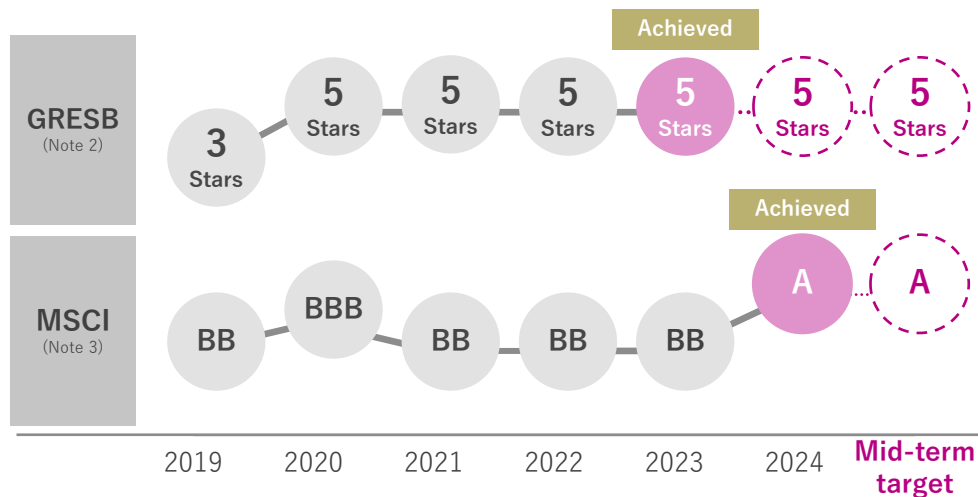 Achieved
GRESB
(Note 2)
3
Stars
5
Stars
5
Stars
5
Stars
5
Stars
5
Stars
5
Stars
Achieved
MSCI
(Note 3)
BB
BBB
BB
BB
BB
A
A
2019
2020
2021
2022
2023
2024
Mid-term
target